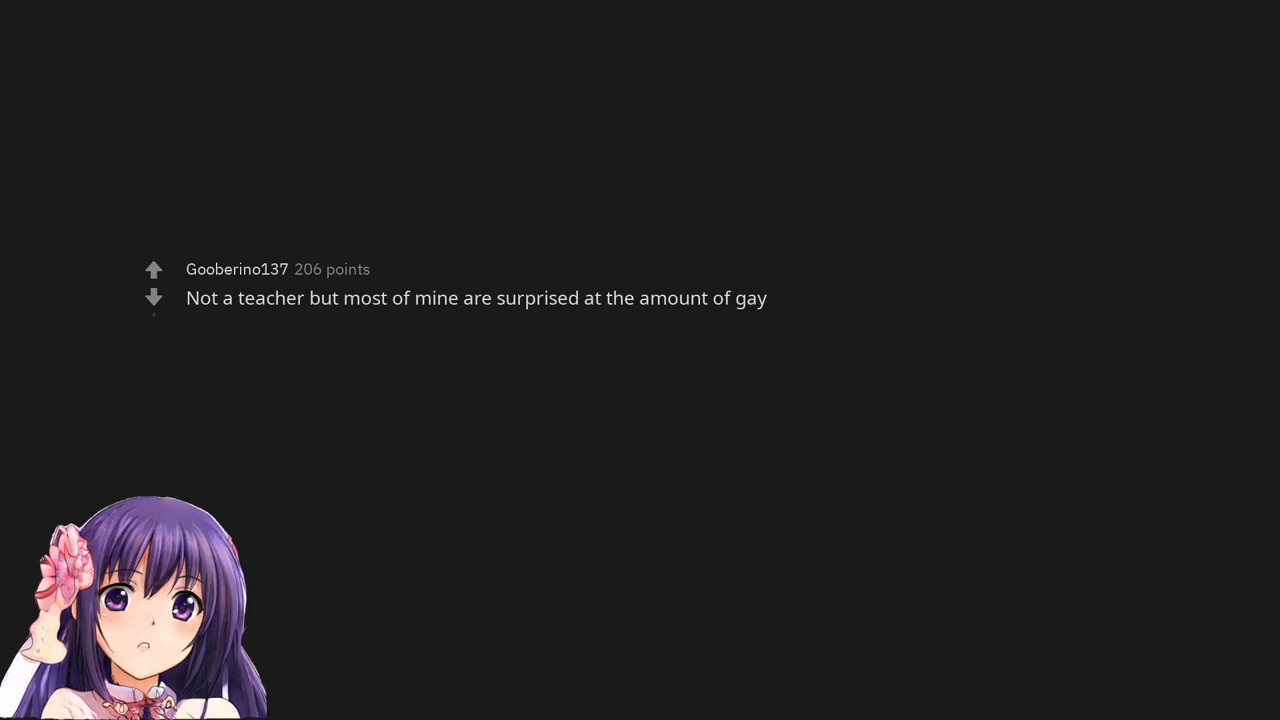 Gooberino137 206 points
Not a teacher but most of mine are surprised at the amount of gay